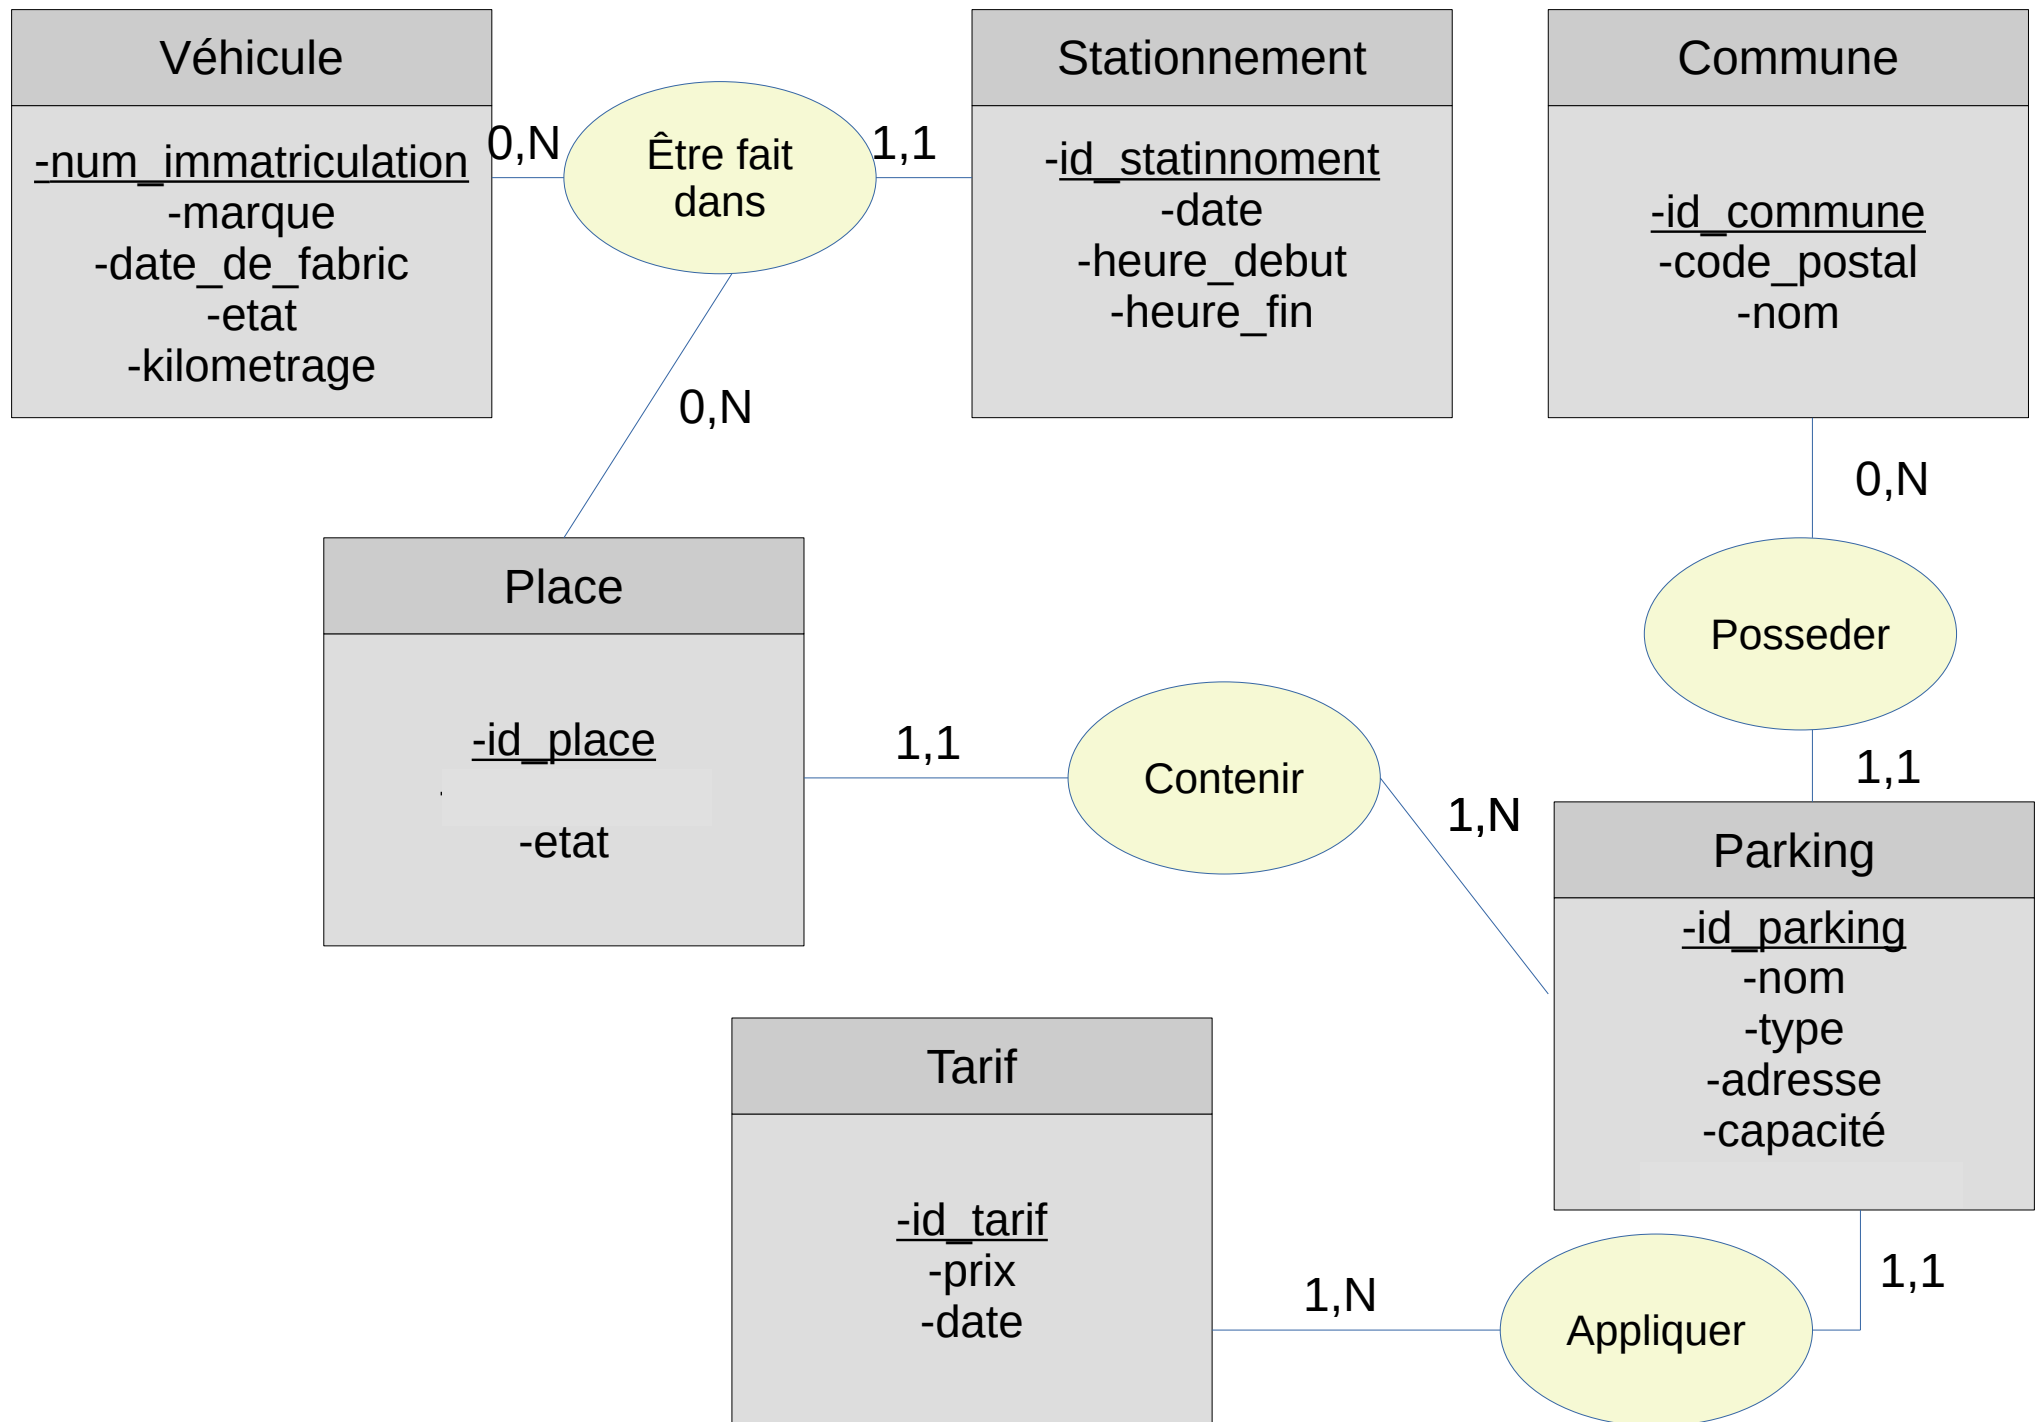 Véhicule
-num_immatriculation
-marque
-date_de_fabric
-etat
-kilometrage
0,N
Être fait
dans
1,1
Stationnement
-id_statinnoment
-date
-heure_debut
-heure_fin
Commune
-id_commune
-code_postal
-nom
0,N
0,N
Place
-id_place
-etat
1,1
Contenir
1,N
Posseder
1,1
Parking
-id_parking
-nom
-type
-adresse
-capacité
Tarif
-id_tarif
-prix
-date
1,N
Appliquer
1,1